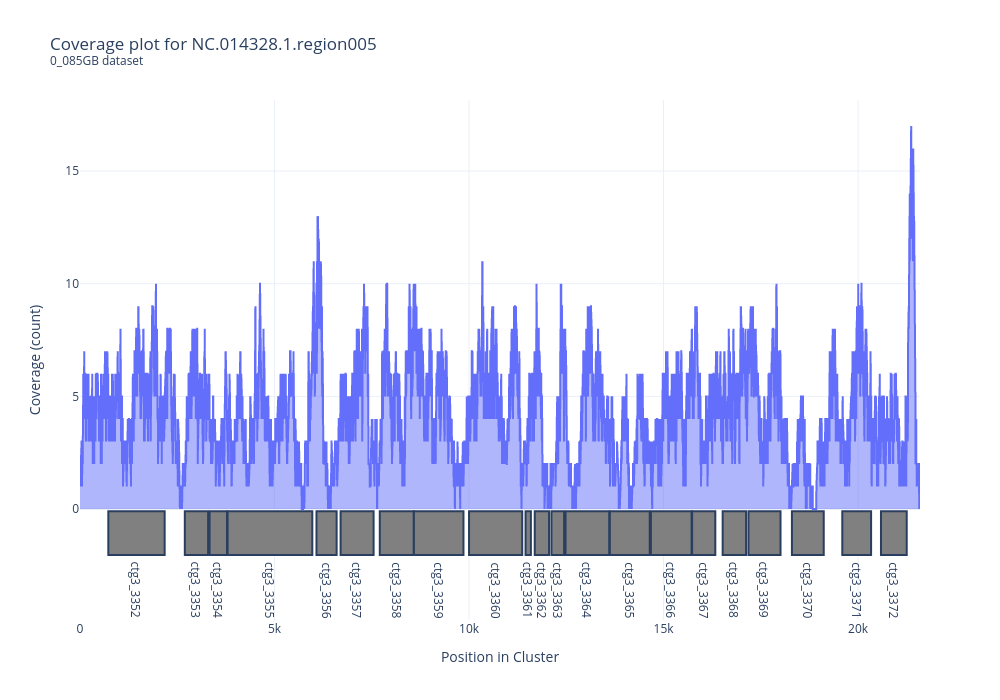 Coverage plot for NC.014328.1.region005
0_085GB dataset
Coverage (count)
15
10
5
0
ctg3_3352
ctg3_3353
ctg3_3354
ctg3_3355
ctg3_3356
ctg3_3357
ctg3_3358
ctg3_3359
ctg3_3360
ctg3_3361
ctg3_3362
ctg3_3363
ctg3_3364
ctg3_3365
ctg3_3366
ctg3_3367
ctg3_3368
ctg3_3369
ctg3_3370
ctg3_3371
ctg3_3372
0 5k 10k 15k 20k
Position in Cluster